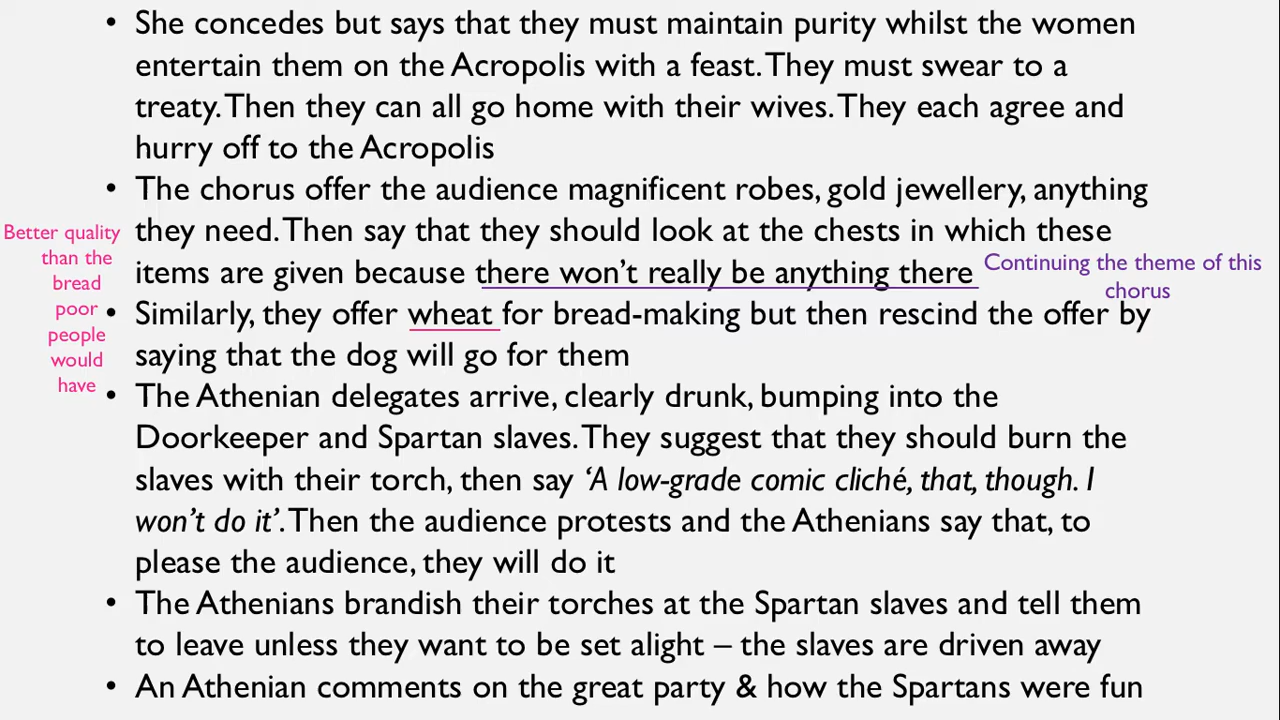 • She concedes but says that they must maintain purity whilst the women
entertain them on the Acropolis with a feast. They must swear to a
treaty. Then they can all go home with their wives. They each agree and
hurry off to the Acropolis
• The chorus offer the audience magnificent robes, gold jewellery, anything
they need. Then say that they should look at the chests in which these
items are given because there won't really be anything there
Continuing the theme of this
chorus
Better quality
than the
bread
poor
people
would
have
• Similarly, they offer wheat for bread-making but then rescind the offer by
saying that the dog will go for them
• The Athenian delegates arrive, clearly drunk, bumping into the
Doorkeeper and Spartan slaves. They suggest that they should burn the
slaves with their torch, then say ‘A low-grade comic cliché, that, though. I
won’t do it’. Then the audience protests and the Athenians say that, to
please the audience, they will do it
• The Athenians brandish their torches at the Spartan slaves and tell them
to leave unless they want to be set alight – the slaves are driven away
• An Athenian comments on the great party & how the Spartans were fun